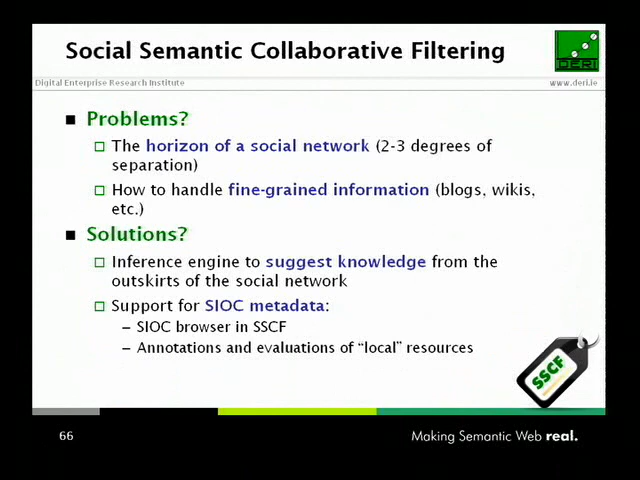 Social Semantic Collaborative Filtering
DERI
Digital Enterprise Research Institute
www.deri.ie
Problems?
The horizon of a social network (2-3 degrees of
separation)
How to handle fine-grained information (blogs, wikis,
etc.)
Solutions?
Inference engine to suggest knowledge from the
outskirts of the social network
Support for SIOC metadata:
– SIOC browser in SSCF
– Annotations and evaluations of “local” resources
SSCF
66
Making Semantic Web real.